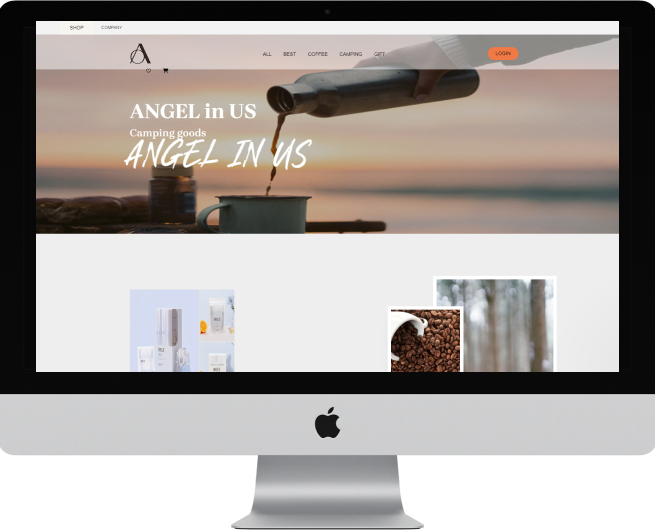 SHOP COMPANY
ALL BEST COFFEE CAMPING GIFT LOGIN
ANGEL in US
Camping goods
ANGEL IN US